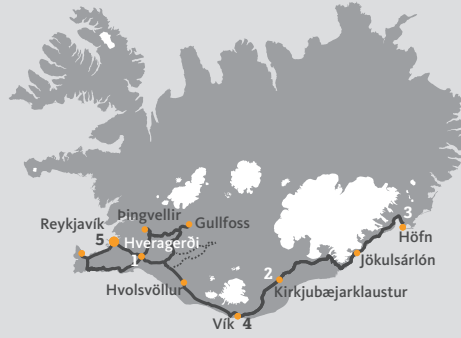 Þingvellir
Reykjavík
Gullfoss
5
Hveragerði
1
3
Höfn
Jökulsárlón
2
Hvolsvöllur
Kirkjubæjarklaustur
Vík 4